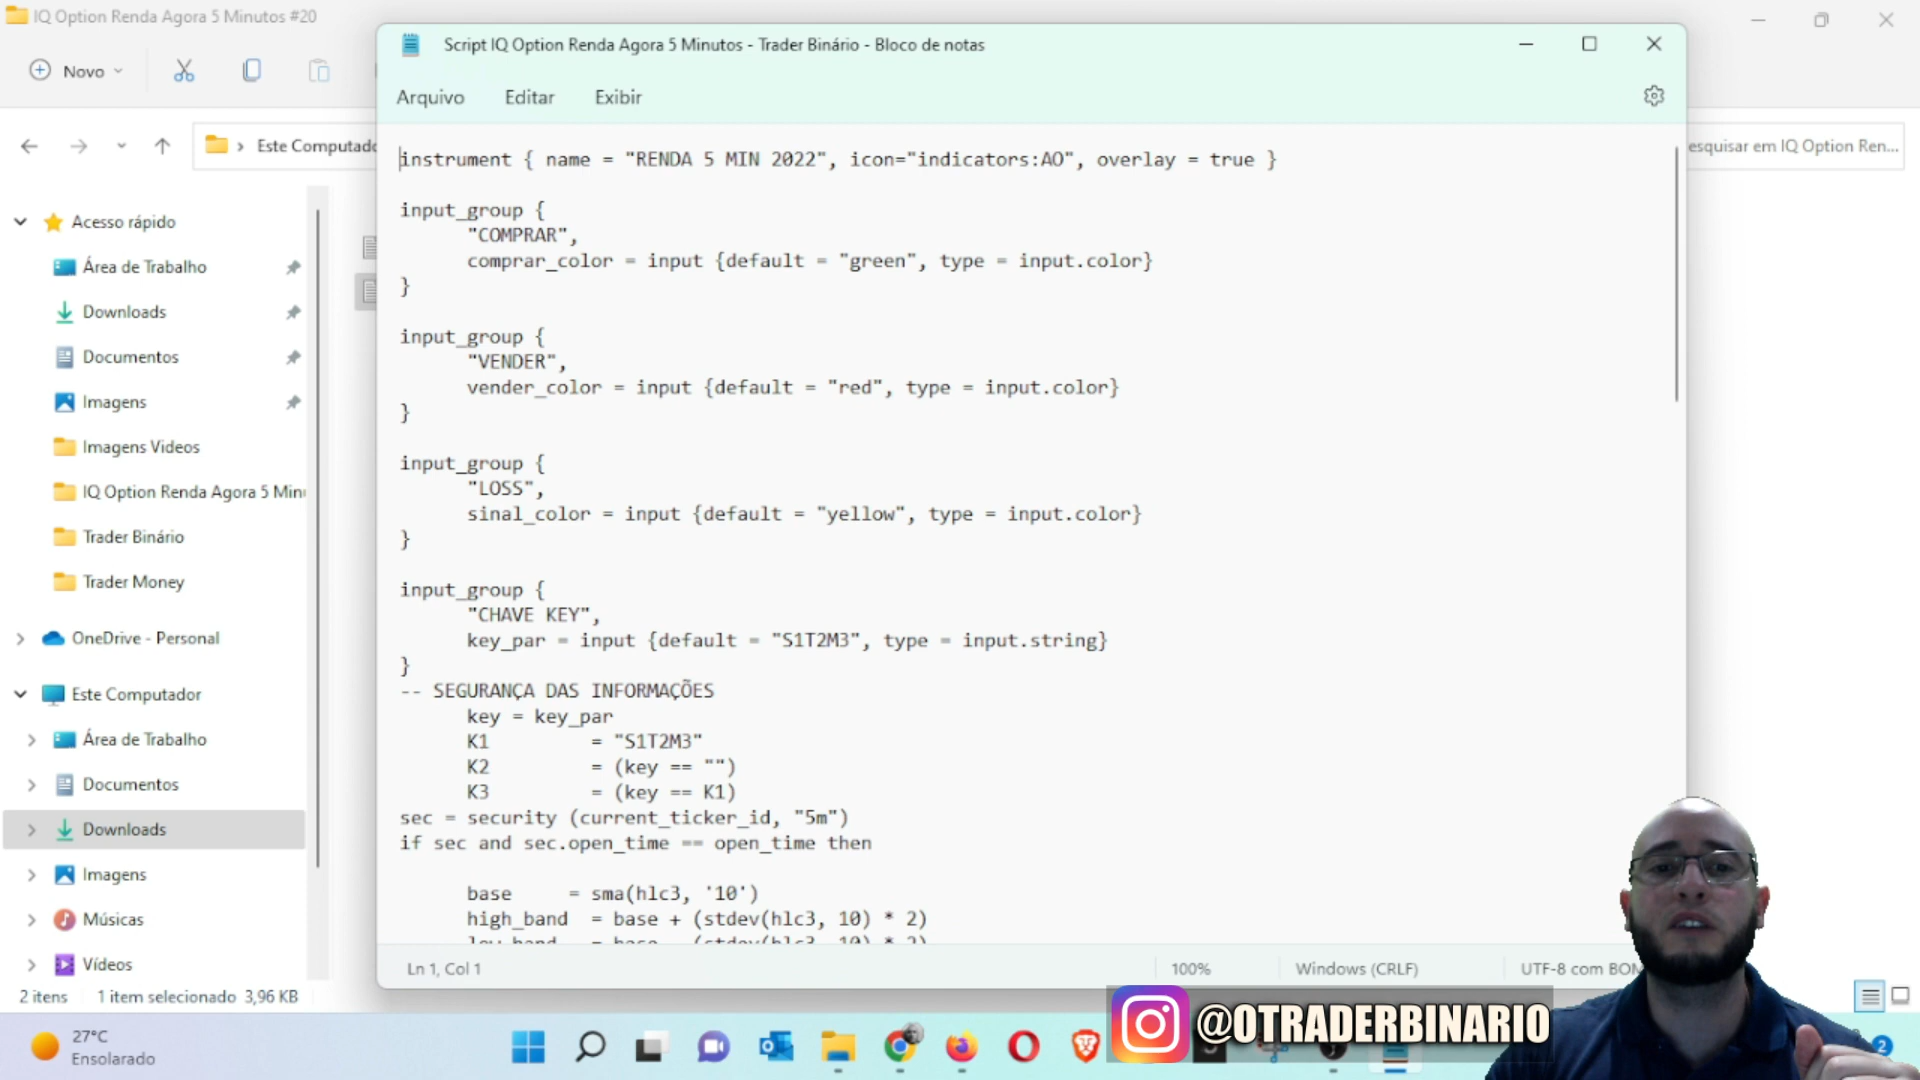 IQ Option Renda Agora 5 Minutos #20
Script IQ Option Renda Agora 5 Minutos - Trader Binário - Bloco de notas
Novo
Arquivo Editar Exibir
Este Computad
esquisar em IQ Option Ren...
instrument { name = "RENDA 5 MIN 2022", icon="indicators:AO", overlay = true }
input_group {
"COMPRAR",
comprar_color = input {default = "green", type = input.color}
}
input_group {
"VENDER",
vender_color = input {default = "red", type = input.color}
}
input_group {
"LOSS",
sinal_color = input {default = "yellow", type = input.color}
}
input_group {
"CHAVE KEY",
key_par = input {default = "S1T2M3", type = input.string}
}
-- SEGURANÇA DAS INFORMAÇÕES
key = key_par
K1 = "S1T2M3"
K2 = (key == "")
K3 = (key == K1)
sec = security (current_ticker_id, "5m")
if sec and sec.open_time == open_time then
base = sma(hlc3, '10')
high_band = base + (stdev(hlc3, 10) * 2)
Ln 1, Col 1
100%
Windows (CRLF)
UTF-8 com BOM
Acesso rápido
Área de Trabalho
Downloads
Documentos
Imagens
Imagens Videos
IQ Option Renda Agora 5 Min
Trader Binário
Trader Money
OneDrive - Personal
Este Computador
Área de Trabalho
Documentos
Downloads
Imagens
Músicas
Vídeos
2 itens 1 item selecionado 3,96 KB
27°C
Ensolarado
@OTRADERBINARIO
2